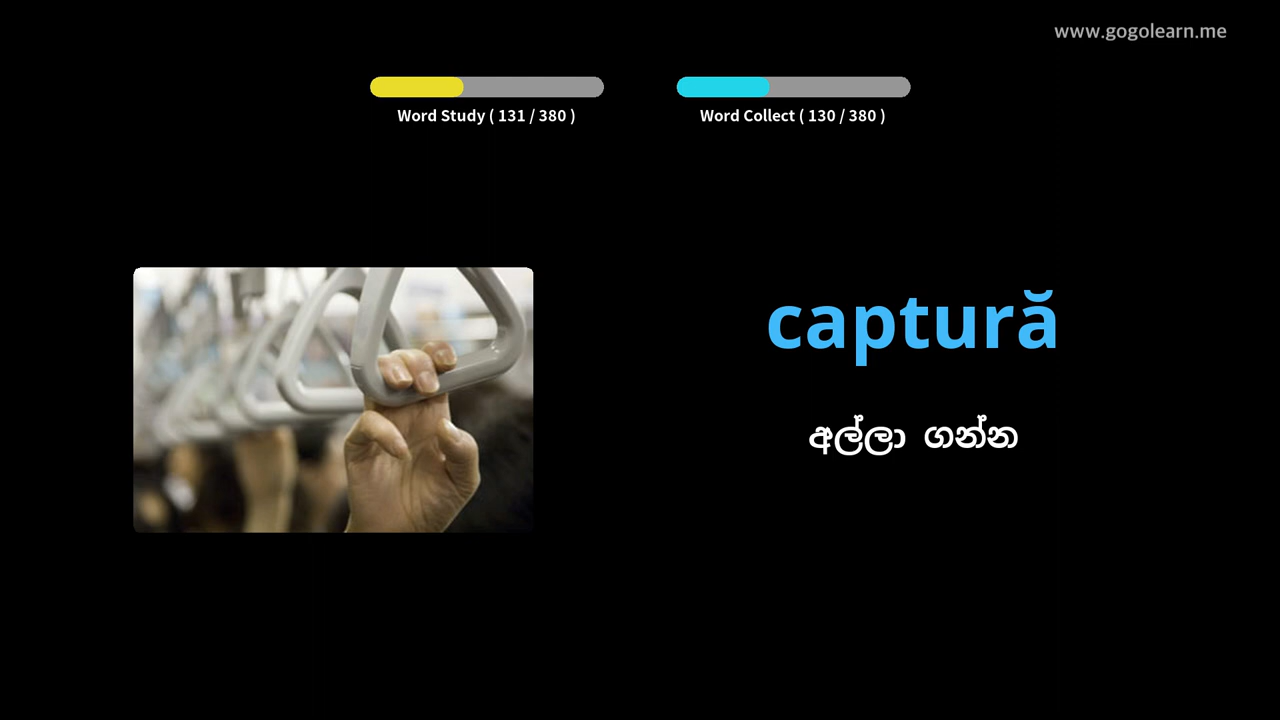 www.gogolearn.me
Word Study ( 131 / 380 )
Word Collect ( 130 / 380 )
captură
අල්ලා ගන්න